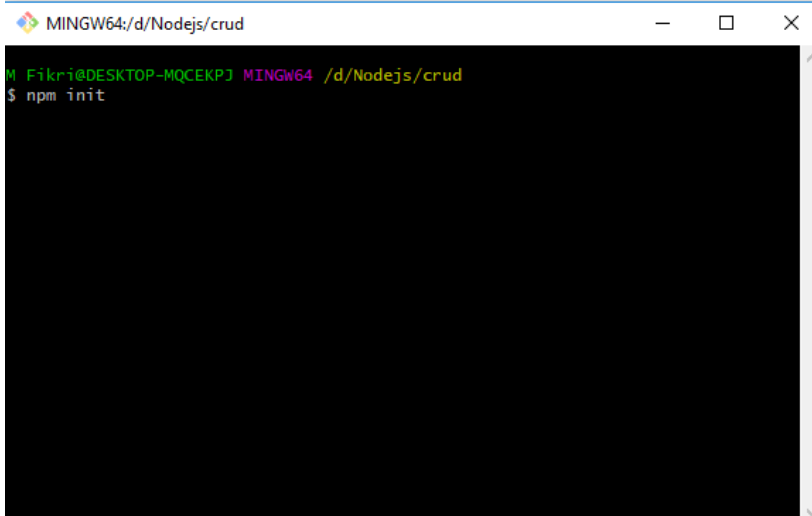 MINGW64:/d/Nodejs/crud
M Fikri@DESKTOP-MQCEKPJ MINGW64 /d/Nodejs/crud
$ npm init